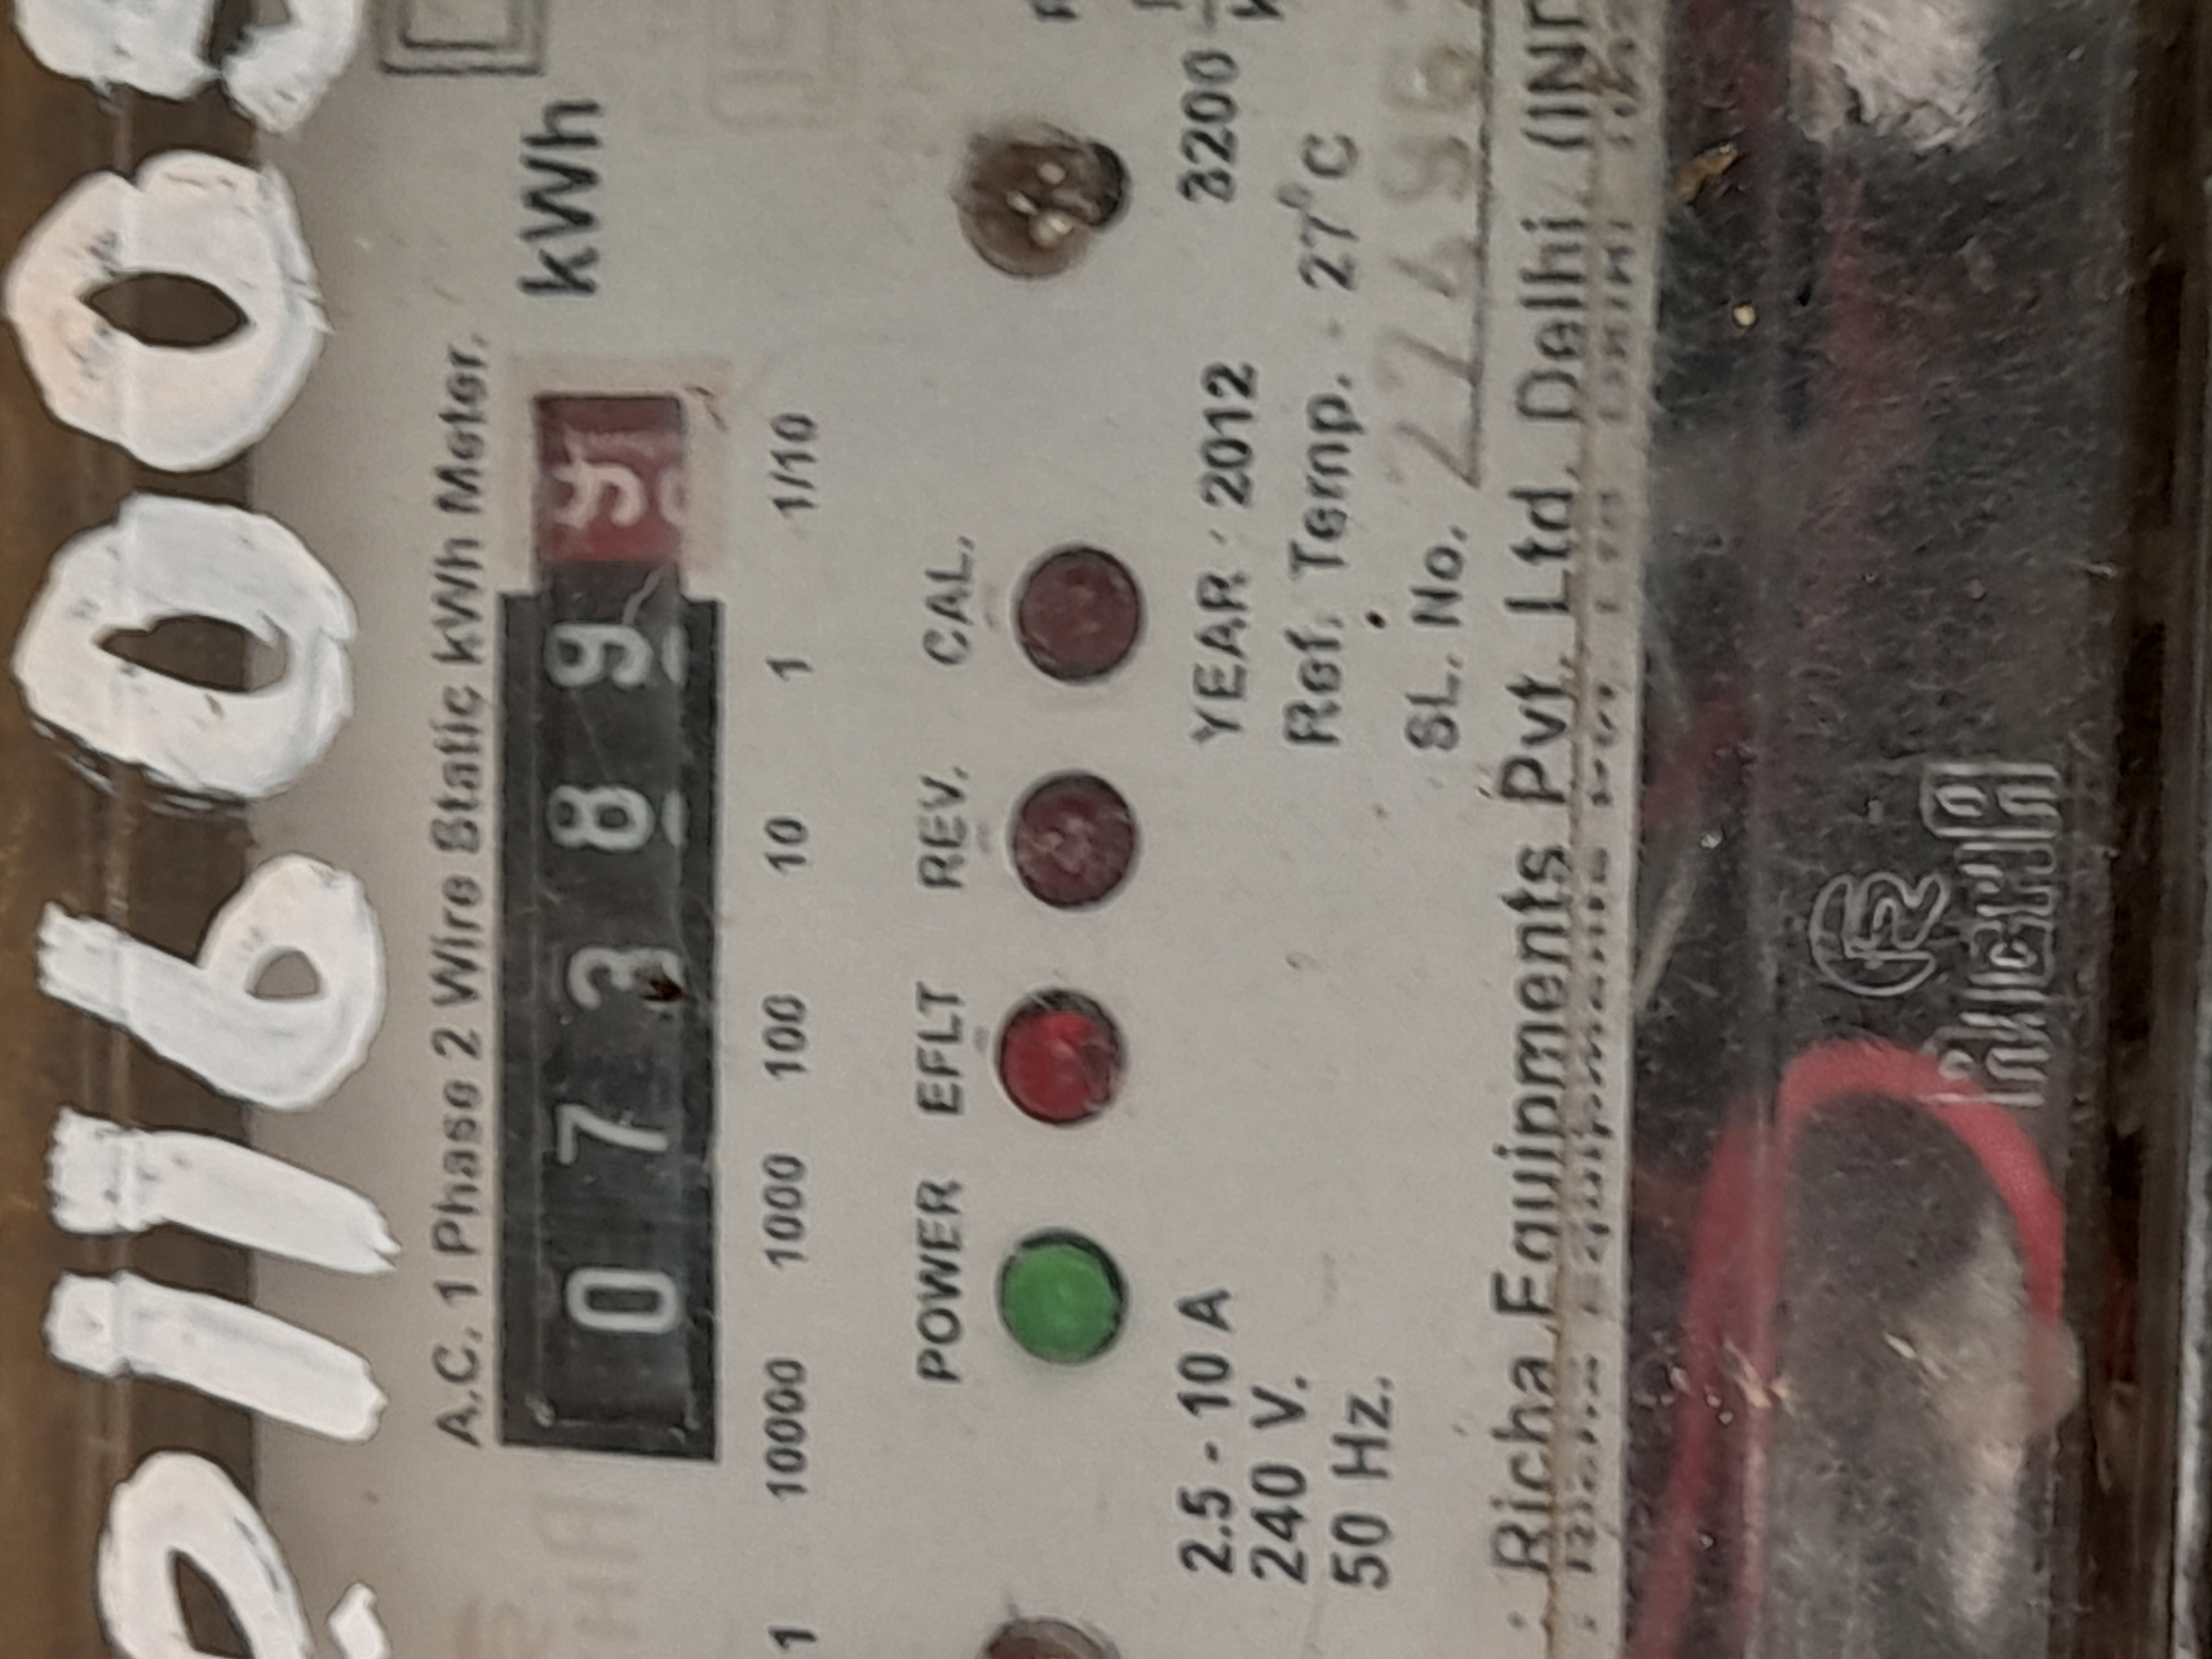 P116005
kWh
A.C. 1 Phase 2 Wire Static kWh Meter.
0 7 3 8 9 9
10000 1000 100 10 1 1/10
POWER EFLT REV. CAL.
2.5 - 10 A
240 V.
50 Hz.
3200
YEAR : 2012
Ref. Temp. - 27°C
SL. No.
Richa Equipments Pvt. Ltd. Delhi
R
RICHA